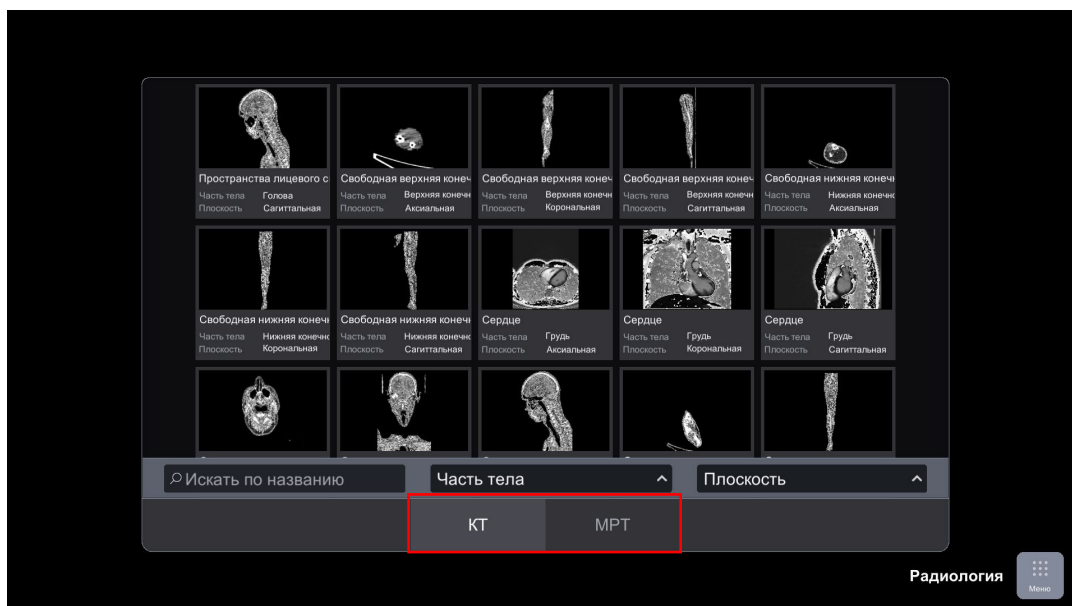 Пространства лицевого с
Часть тела Голова
Плоскость Сагиттальная
Свободная верхняя конеч
Часть тела Верхняя конечн
Плоскость Аксиальная
Свободная верхняя конеч
Часть тела Верхняя конечн
Плоскость Корональная
Свободная верхняя конеч
Часть тела Верхняя конечн
Плоскость Сагиттальная
Свободная нижняя конечн
Часть тела Нижняя конечно
Плоскость Аксиальная
Свободная нижняя конечн
Часть тела Нижняя конечно
Плоскость Корональная
Свободная нижняя конечн
Часть тела Нижняя конечно
Плоскость Сагиттальная
Сердце
Часть тела Грудь
Плоскость Аксиальная
Сердце
Часть тела Грудь
Плоскость Корональная
Сердце
Часть тела Грудь
Плоскость Сагиттальная
Искать по названию
Часть тела
Плоскость
КТ
МРТ
Радиология
Меню